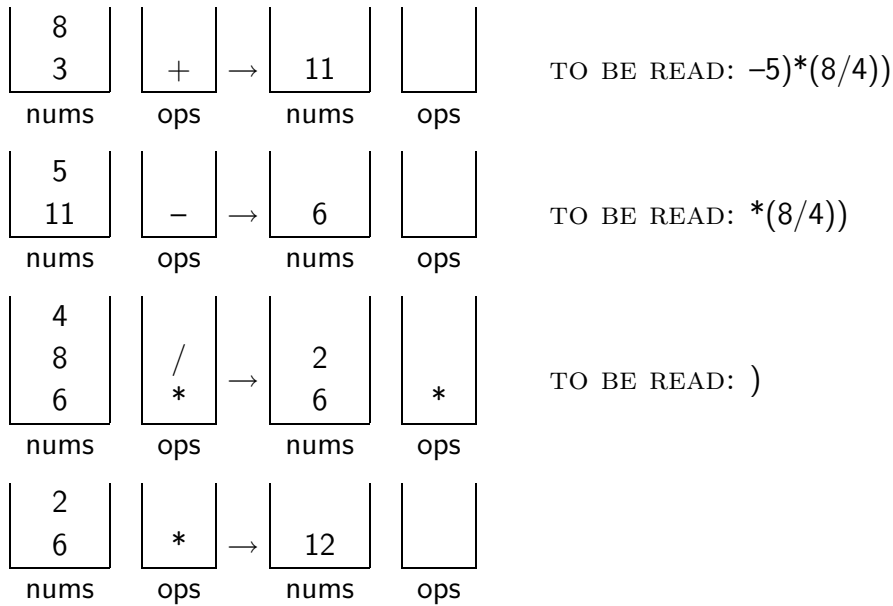 8
3 + → 11 TO BE READ: –5)*(8/4))
nums ops nums ops
5
11 – → 6 TO BE READ: *(8/4))
nums ops nums ops
4
8 / 2
6 * → 6 * TO BE READ: )
nums ops nums ops
2
6 * → 12
nums ops nums ops